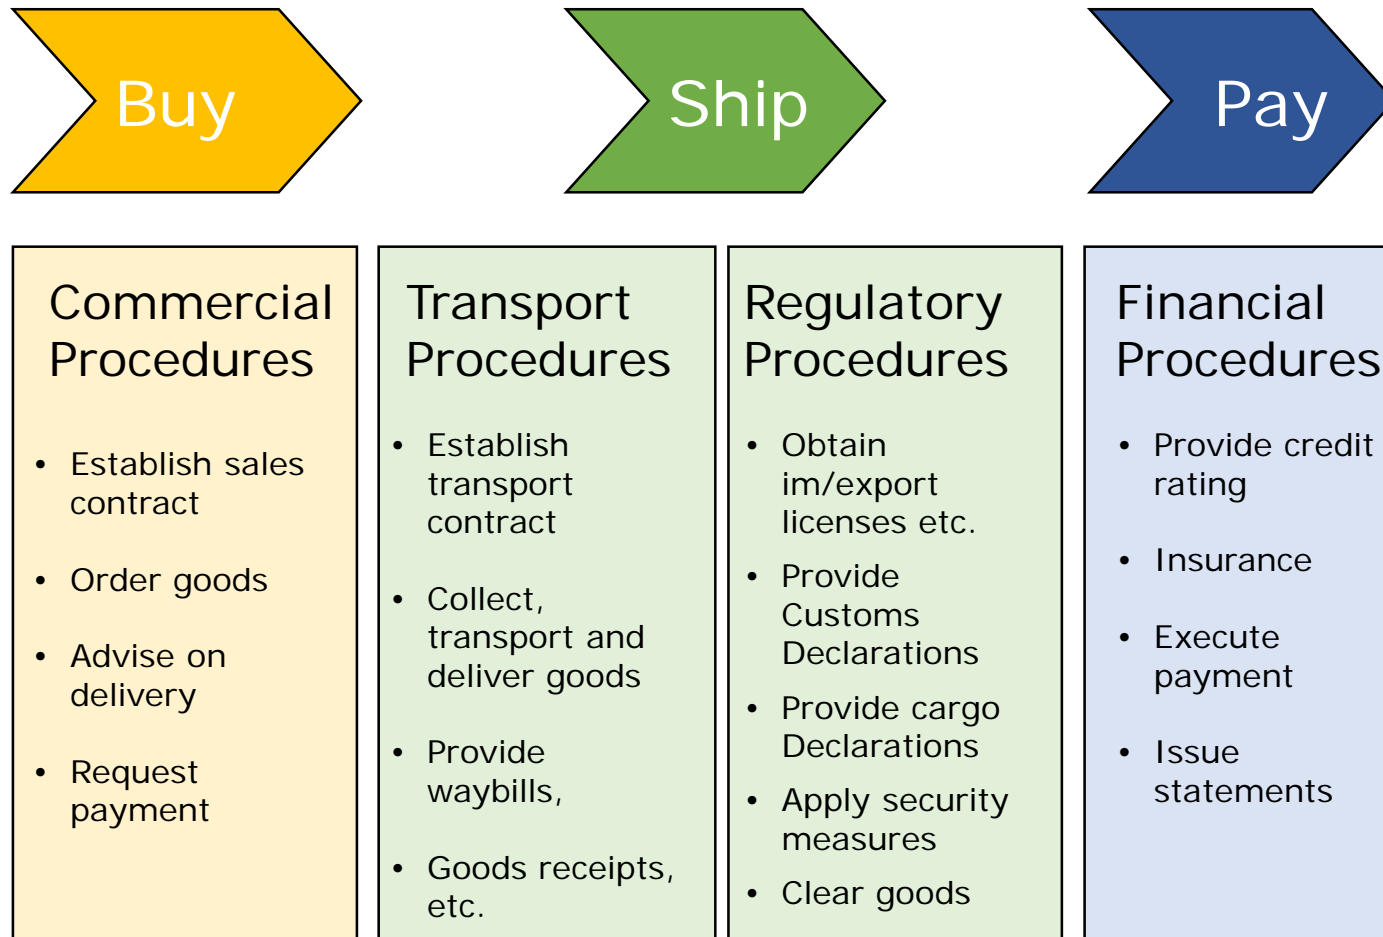 Buy
Ship
Pay
Commercial
Procedures
• Establish sales
contract
• Order goods
• Advise on
delivery
• Request
payment
Transport
Procedures
• Establish
transport
contract
• Collect,
transport and
deliver goods
• Provide
waybills,
• Goods receipts,
etc.
Regulatory
Procedures
• Obtain
im/export
licenses etc.
• Provide
Customs
Declarations
• Provide cargo
Declarations
• Apply security
measures
• Clear goods
Financial
Procedures
• Provide credit
rating
• Insurance
• Execute
payment
• Issue
statements